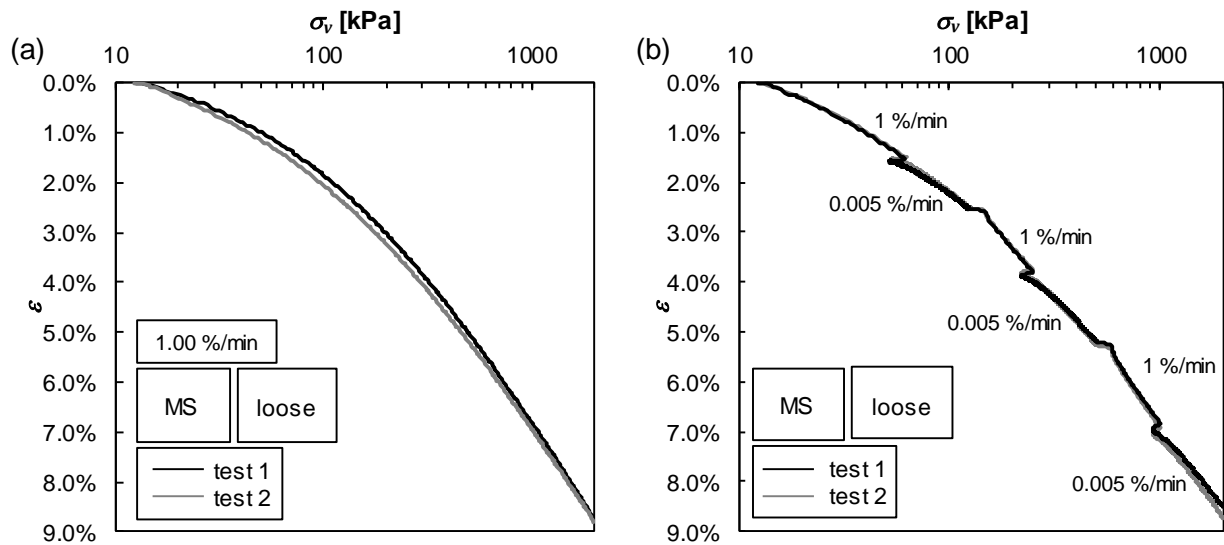 (a)
σv [kPa]
10 100 1000
0.0%
1.0%
2.0%
3.0%
4.0%
5.0%
6.0%
7.0%
8.0%
9.0%
ε
1.00 %/min
MS loose
test 1
test 2
(b)
σv [kPa]
10 100 1000
0.0%
1.0%
2.0%
3.0%
4.0%
5.0%
6.0%
7.0%
8.0%
9.0%
ε
1 %/min
0.005 %/min
1 %/min
0.005 %/min
1 %/min
0.005 %/min
MS loose
test 1
test 2